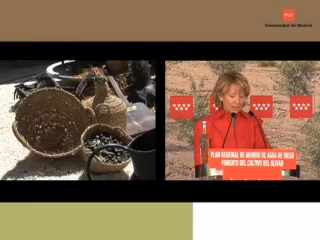 Comunidad de Madrid
PLAN REGIONAL DE AHORRO DE AGUA DE RIEGO
FOMENTO DEL CULTIVO DEL OLIVAR